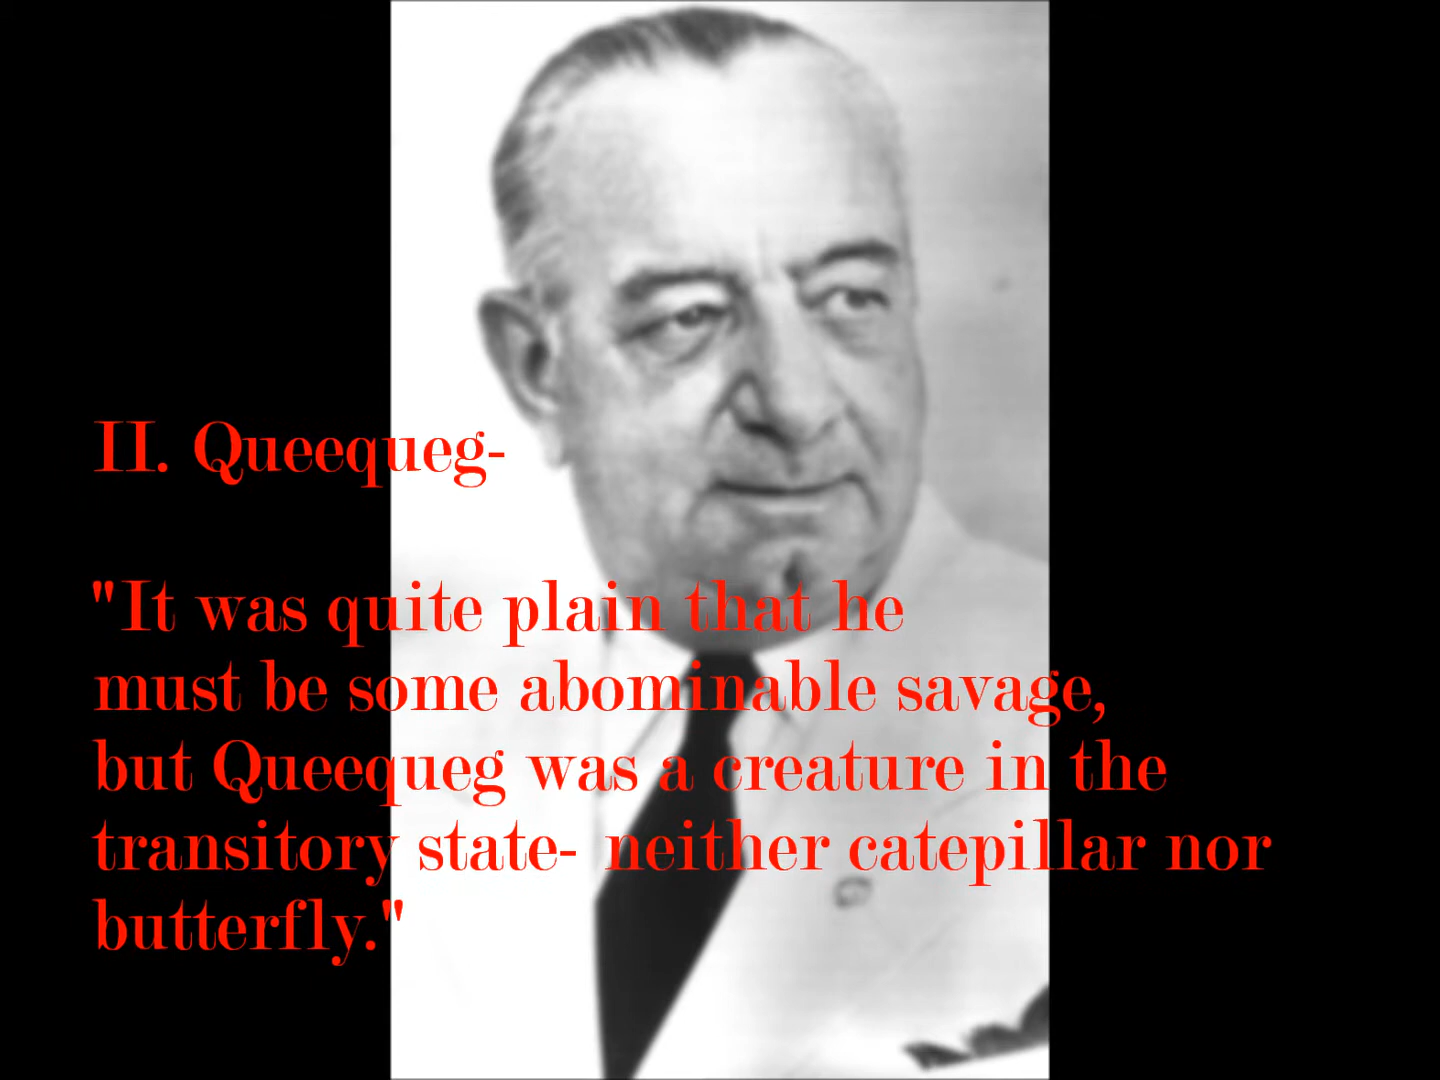 II. Queequeg-
"It was quite plain that he
must be some abominable savage,
but Queequeg was a creature in the
transitory state- neither catepillar nor
butterfly."